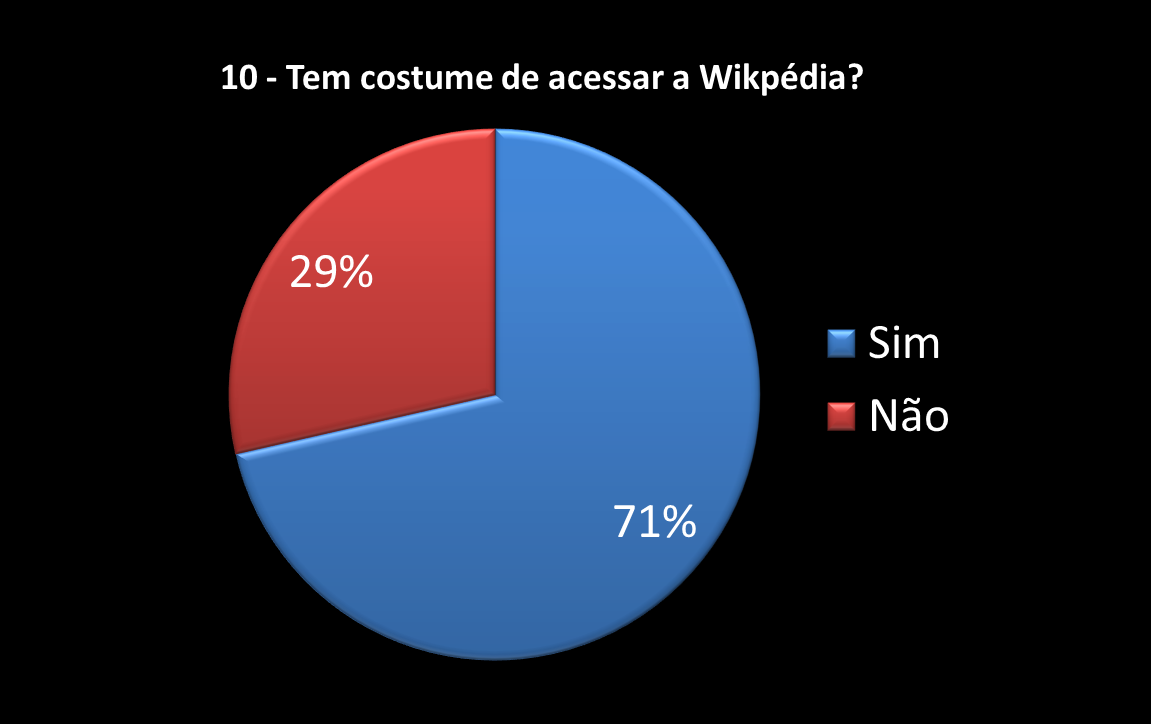 10 - Tem costume de acessar a Wikpédia?
29%
71%
Sim
Não